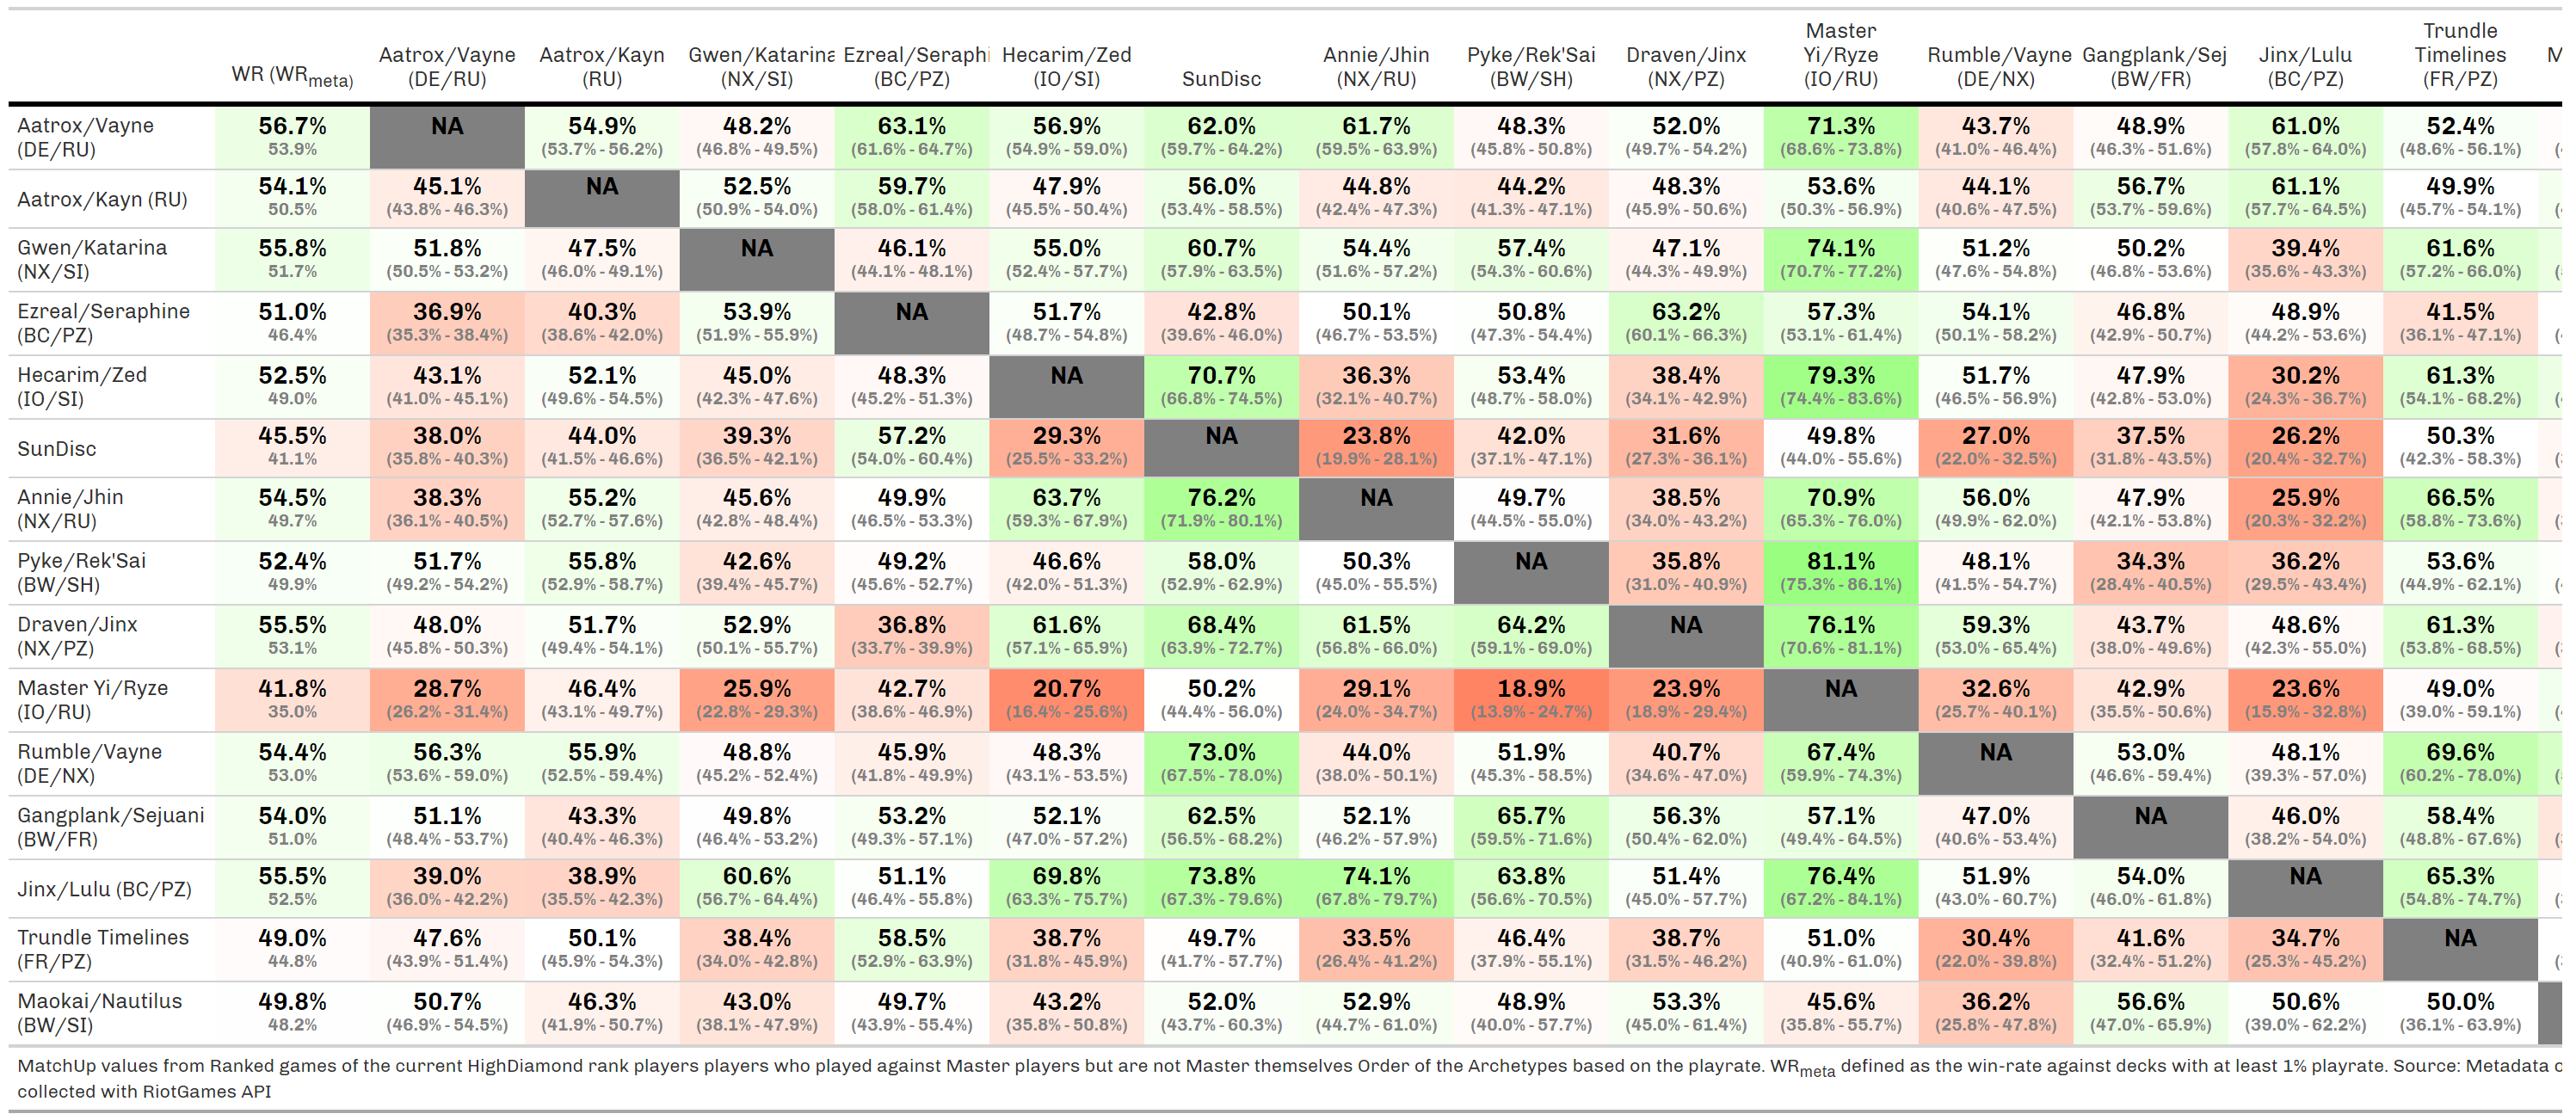 Master Trundle
Aatrox/Vayne Aatrox/Kayn Gwen/Katarina Ezreal/Seraphi Hecarim/Zed Annie/Jhin Pyke/Rek'Sai Draven/Jinx Yi/Ryze Rumble/Vayne Gangplank/Sej Jinx/Lulu Timelines
WR (WRmeta) (DE/RU) (RU) (NX/SI) (BC/PZ) (IO/SI) SunDisc (NX/RU) (BW/SH) (NX/PZ) (IO/RU) (DE/NX) (BW/FR) (BC/PZ) (FR/PZ) M
Aatrox/Vayne 56.7% NA 54.9% 48.2% 63.1% 56.9% 62.0% 61.7% 48.3% 52.0% 71.3% 43.7% 48.9% 61.0% 52.4%
(DE/RU) 53.9% (53.7% - 56.2%) (46.8% - 49.5%) (61.6% - 64.7%) (54.9% - 59.0%) (59.7% - 64.2%) (59.5% - 63.9%) (45.8% - 50.8%) (49.7% - 54.2%) (68.6% - 73.8%) (41.0% - 46.4%) (46.3% - 51.6%) (57.8% - 64.0%) (48.6% - 56.1%)
Aatrox/Kayn (RU) 54.1% 45.1% NA 52.5% 59.7% 47.9% 56.0% 44.8% 44.2% 48.3% 53.6% 44.1% 56.7% 61.1% 49.9%
50.5% (43.8% - 46.3%) (50.9% - 54.0%) (58.0% - 61.4%) (45.5% - 50.4%) (53.4% - 58.5%) (42.4% - 47.3%) (41.3% - 47.1%) (45.9% - 50.6%) (50.3% - 56.9%) (40.6% - 47.5%) (53.7% - 59.6%) (57.7% - 64.5%) (45.7% - 54.1%)
Gwen/Katarina 55.8% 51.8% 47.5% NA 46.1% 55.0% 60.7% 54.4% 57.4% 47.1% 74.1% 51.2% 50.2% 39.4% 61.6%
(NX/SI) 51.7% (50.5% - 53.2%) (46.0% - 49.1%) (44.1% - 48.1%) (52.4% - 57.7%) (57.9% - 63.5%) (51.6% - 57.2%) (54.3% - 60.6%) (44.3% - 49.9%) (70.7% - 77.2%) (47.6% - 54.8%) (46.8% - 53.6%) (35.6% - 43.3%) (57.2% - 66.0%)
Ezreal/Seraphine 51.0% 36.9% 40.3% 53.9% NA 51.7% 42.8% 50.1% 50.8% 63.2% 57.3% 54.1% 46.8% 48.9% 41.5%
(BC/PZ) 46.4% (35.3% - 38.4%) (38.6% - 42.0%) (51.9% - 55.9%) (48.7% - 54.8%) (39.6% - 46.0%) (46.7% - 53.5%) (47.3% - 54.4%) (60.1% - 66.3%) (53.1% - 61.4%) (50.1% - 58.2%) (42.9% - 50.7%) (44.2% - 53.6%) (36.1% - 47.1%)
Hecarim/Zed 52.5% 43.1% 52.1% 45.0% 48.3% NA 70.7% 36.3% 53.4% 38.4% 79.3% 51.7% 47.9% 30.2% 61.3%
(IO/SI) 49.0% (41.0% - 45.1%) (49.6% - 54.5%) (42.3% - 47.6%) (45.2% - 51.3%) (66.8% - 74.5%) (32.1% - 40.7%) (48.7% - 58.0%) (34.1% - 42.9%) (74.4% - 83.6%) (46.5% - 56.9%) (42.8% - 53.0%) (24.3% - 36.7%) (54.1% - 68.2%)
SunDisc 45.5% 38.0% 44.0% 39.3% 57.2% 29.3% NA 23.8% 42.0% 31.6% 49.8% 27.0% 37.5% 26.2% 50.3%
41.1% (35.8% - 40.3%) (41.5% - 46.6%) (36.5% - 42.1%) (54.0% - 60.4%) (25.5% - 33.2%) (19.9% - 28.1%) (37.1% - 47.1%) (27.3% - 36.1%) (44.0% - 55.6%) (22.0% - 32.5%) (31.8% - 43.5%) (20.4% - 32.7%) (42.3% - 58.3%)
Annie/Jhin 54.5% 38.3% 55.2% 45.6% 49.9% 63.7% 76.2% NA 49.7% 38.5% 70.9% 56.0% 47.9% 25.9% 66.5%
(NX/RU) 49.7% (36.1% - 40.5%) (52.7% - 57.6%) (42.8% - 48.4%) (46.5% - 53.3%) (59.3% - 67.9%) (71.9% - 80.1%) (44.5% - 55.0%) (34.0% - 43.2%) (65.3% - 76.0%) (49.9% - 62.0%) (42.1% - 53.8%) (20.3% - 32.2%) (58.8% - 73.6%)
Pyke/Rek'Sai 52.4% 51.7% 55.8% 42.6% 49.2% 46.6% 58.0% 50.3% NA 35.8% 81.1% 48.1% 34.3% 36.2% 53.6%
(BW/SH) 49.9% (49.2% - 54.2%) (52.9% - 58.7%) (39.4% - 45.7%) (45.6% - 52.7%) (42.0% - 51.3%) (52.9% - 62.9%) (45.0% - 55.5%) (31.0% - 40.9%) (75.3% - 86.1%) (41.5% - 54.7%) (28.4% - 40.5%) (29.5% - 43.4%) (44.9% - 62.1%)
Draven/Jinx 55.5% 48.0% 51.7% 52.9% 36.8% 61.6% 68.4% 61.5% 64.2% NA 76.1% 59.3% 43.7% 48.6% 61.3%
(NX/PZ) 53.1% (45.8% - 50.3%) (49.4% - 54.1%) (50.1% - 55.7%) (33.7% - 39.9%) (57.1% - 65.9%) (63.9% - 72.7%) (56.8% - 66.0%) (59.1% - 69.0%) (70.6% - 81.1%) (53.0% - 65.4%) (38.0% - 49.6%) (42.3% - 55.0%) (53.8% - 68.5%)
Master Yi/Ryze 41.8% 28.7% 46.4% 25.9% 42.7% 20.7% 50.2% 29.1% 18.9% 23.9% NA 32.6% 42.9% 23.6% 49.0%
(IO/RU) 35.0% (26.2% - 31.4%) (43.1% - 49.7%) (22.8% - 29.3%) (38.6% - 46.9%) (16.4% - 25.6%) (44.4% - 56.0%) (24.0% - 34.7%) (13.9% - 24.7%) (18.9% - 29.4%) (25.7% - 40.1%) (35.5% - 50.6%) (15.9% - 32.8%) (39.0% - 59.1%)
Rumble/Vayne 54.4% 56.3% 55.9% 48.8% 45.9% 48.3% 73.0% 44.0% 51.9% 40.7% 67.4% NA 53.0% 48.1% 69.6%
(DE/NX) 53.0% (53.6% - 59.0%) (52.5% - 59.4%) (45.2% - 52.4%) (41.8% - 49.9%) (43.1% - 53.5%) (67.5% - 78.0%) (38.0% - 50.1%) (45.3% - 58.5%) (34.6% - 47.0%) (59.9% - 74.3%) (46.6% - 59.4%) (39.3% - 57.0%) (60.2% - 78.0%)
Gangplank/Sejuani 54.0% 51.1% 43.3% 49.8% 53.2% 52.1% 62.5% 52.1% 65.7% 56.3% 57.1% 47.0% NA 46.0% 58.4%
(BW/FR) 51.0% (48.4% - 53.7%) (40.4% - 46.3%) (46.4% - 53.2%) (49.3% - 57.1%) (47.0% - 57.2%) (56.5% - 68.2%) (46.2% - 57.9%) (59.5% - 71.6%) (50.4% - 62.0%) (49.4% - 64.5%) (40.6% - 53.4%) (38.2% - 54.0%) (48.8% - 67.6%)
Jinx/Lulu (BC/PZ) 55.5% 39.0% 38.9% 60.6% 51.1% 69.8% 73.8% 74.1% 63.8% 51.4% 76.4% 51.9% 54.0% NA 65.3%
52.5% (36.0% - 42.2%) (35.5% - 42.3%) (56.7% - 64.4%) (46.4% - 55.8%) (63.3% - 75.7%) (67.3% - 79.6%) (67.8% - 79.7%) (56.6% - 70.5%) (45.0% - 57.7%) (67.2% - 84.1%) (43.0% - 60.7%) (46.0% - 61.8%) (54.8% - 74.7%)
Trundle Timelines 49.0% 47.6% 50.1% 38.4% 58.5% 38.7% 49.7% 33.5% 46.4% 38.7% 51.0% 30.4% 41.6% 34.7% NA
(FR/PZ) 44.8% (43.9% - 51.4%) (45.9% - 54.3%) (34.0% - 42.8%) (52.9% - 63.9%) (31.8% - 45.9%) (41.7% - 57.7%) (26.4% - 41.2%) (37.9% - 55.1%) (31.5% - 46.2%) (40.9% - 61.0%) (22.0% - 39.8%) (32.4% - 51.2%) (25.3% - 45.2%)
Maokai/Nautilus 49.8% 50.7% 46.3% 43.0% 49.7% 43.2% 52.0% 52.9% 48.9% 53.3% 45.6% 36.2% 56.6% 50.6% 50.0%
(BW/SI) 48.2% (46.9% - 54.5%) (41.9% - 50.7%) (38.1% - 47.9%) (43.9% - 55.4%) (35.8% - 50.8%) (43.7% - 60.3%) (44.7% - 61.0%) (40.0% - 57.7%) (45.0% - 61.4%) (35.8% - 55.7%) (25.8% - 47.8%) (47.0% - 65.9%) (39.0% - 62.2%) (36.1% - 63.9%)
MatchUp values from Ranked games of the current HighDiamond rank players players who played against Master players but are not Master themselves Order of the Archetypes based on the playrate. WRmeta defined as the win-rate against decks with at least 1% playrate. Source: Metadata
collected with RiotGames API